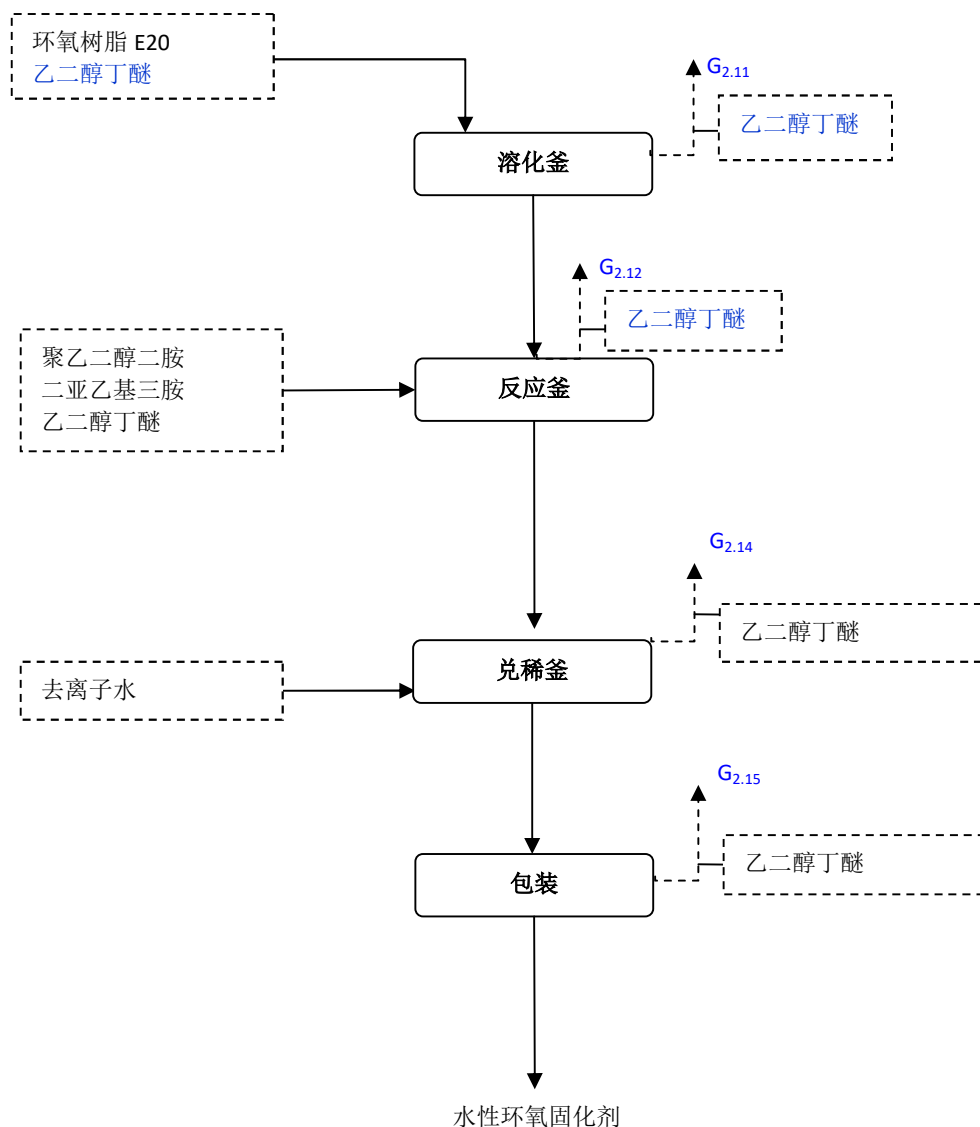 环氧树脂 E20
乙二醇丁醚
G2.11
乙二醇丁醚
溶化釜
G2.12
乙二醇丁醚
聚乙二醇二胺
二亚乙基三胺
乙二醇丁醚
反应釜
G2.14
乙二醇丁醚
兑稀釜
去离子水
G2.15
乙二醇丁醚
包装
水性环氧固化剂